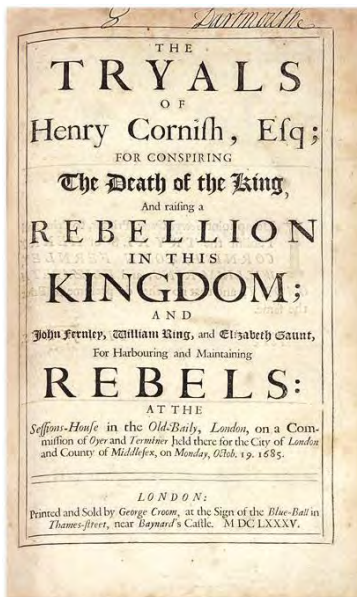 Dartmouthe
THE
TRYALS
OF
Henry Corniſh, Eſq;
FOR CONSPIRING
The Death of the King,
And raiſing a
REBELLION
IN THIS
KINGDOM;
AND
John Fernley, William Ring, and Elizabeth Gaunt,
For Harbouring and Maintaining
REBELS:
AT THE
Seſſions-Houſe in the Old-Baily, London, on a Com-
miſſion of Oyer and Terminer held there for the City of London
and County of Middleſex, on Monday, Octob. 19. 1685.
LONDON:
Printed and Sold by George Croom, at the Sign of the Blue-Ball in
Thames-ſtreet, near Baynard's Caſtle. M DC LXXXV.